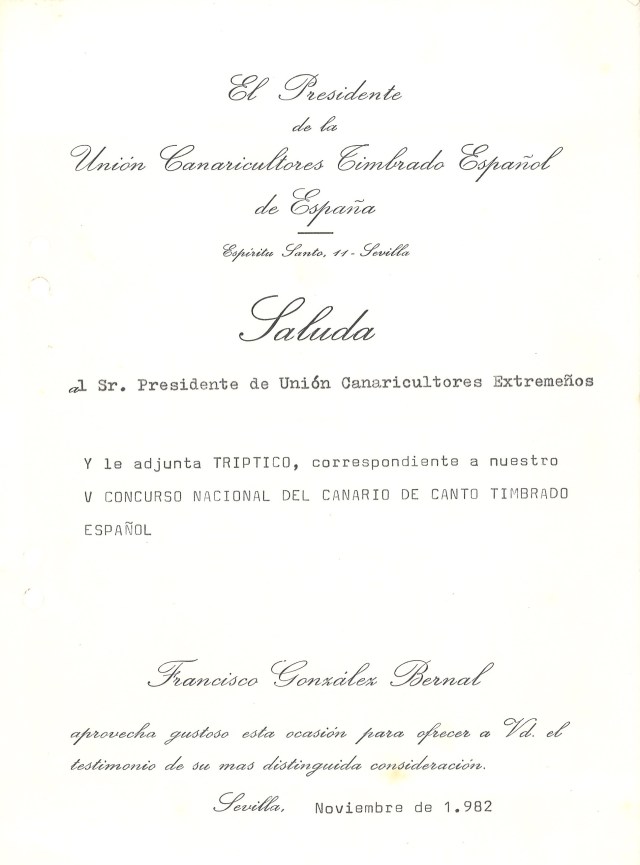 El Presidente
de la
Unión Canaricultores Timbrado Español
de España
Espíritu Santo, 11 - Sevilla
Saluda
al Sr. Presidente de Unión Canaricultores Extremeños
Y le adjunta TRIPTICO, correspondiente a nuestro
V CONCURSO NACIONAL DEL CANARIO DE CANTO TIMBRADO
ESPAÑOL
Francisco González Bernal
aprovecha gustoso esta ocasión para ofrecer a Vd. el
testimonio de su mas distinguida consideración.
Sevilla, Noviembre de 1.982